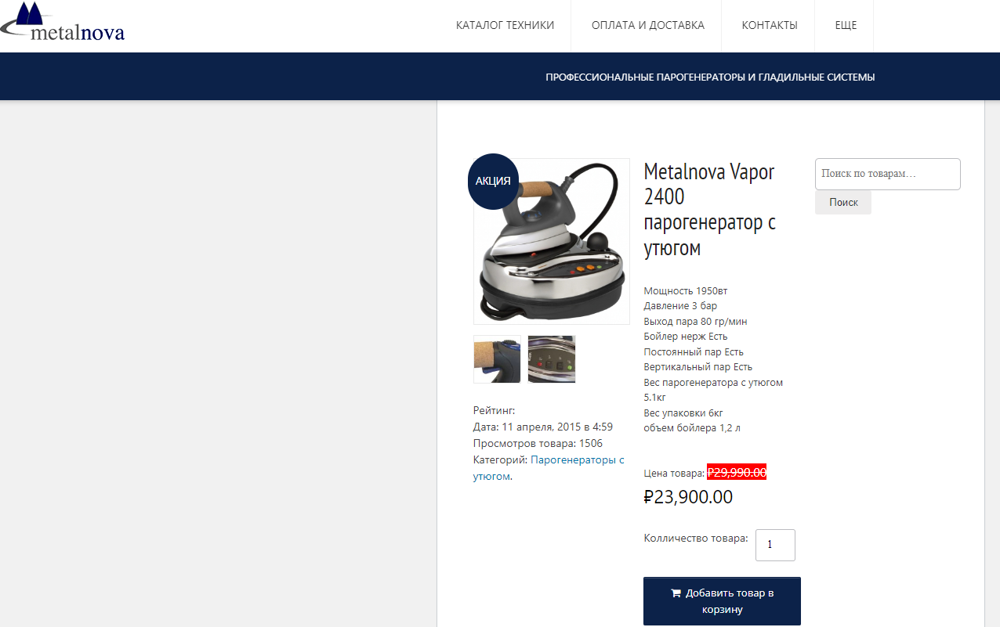 metalnova
КАТАЛОГ ТЕХНИКИ
ОПЛАТА И ДОСТАВКА
КОНТАКТЫ
ЕЩЕ
ПРОФЕССИОНАЛЬНЫЕ ПАРОГЕНЕРАТОРЫ И ГЛАДИЛЬНЫЕ СИСТЕМЫ
АКЦИЯ
Рейтинг:
Дата: 11 апреля, 2015 в 4:59
Просмотров товара: 1506
Категорий: Парогенераторы с
утюгом.
Metalnova Vapor
2400
парогенератор с
утюгом
Мощность 1950вт
Давление 3 бар
Выход пара 80 гр/мин
Бойлер нерж Есть
Постоянный пар Есть
Вертикальный пар Есть
Вес парогенератора с утюгом
5.1кг
Вес упаковки 6кг
объем бойлера 1,2 л
Цена товара: ₽29,990.00
₽23,900.00
Колличество товара: 1
Добавить товар в
корзину
Поиск по товарам…
Поиск